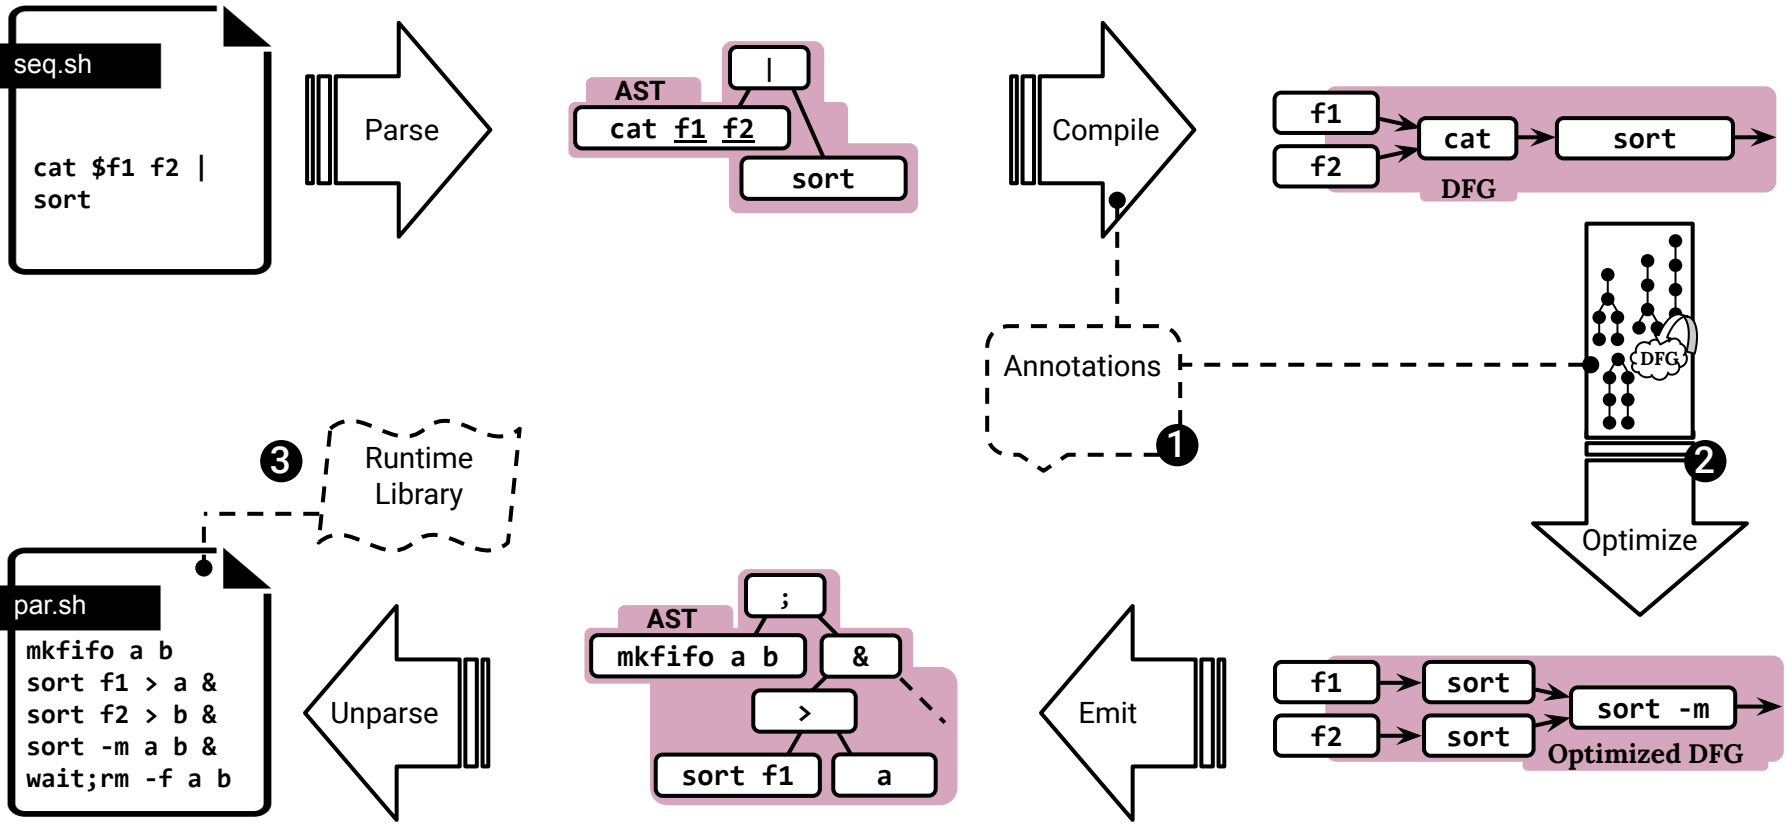 seq.sh
cat $f1 f2 |
sort
Parse
AST
|
cat f1 f2
sort
Compile
f1
f2
cat
sort
DFG
Annotations
1
DFG
2
Optimize
3
Runtime
Library
par.sh
mkfifo a b
sort f1 > a &
sort f2 > b &
sort -m a b &
wait;rm -f a b
Unparse
AST
;
mkfifo a b
&
>
sort f1
a
Emit
f1
sort
f2
sort
sort -m
Optimized DFG